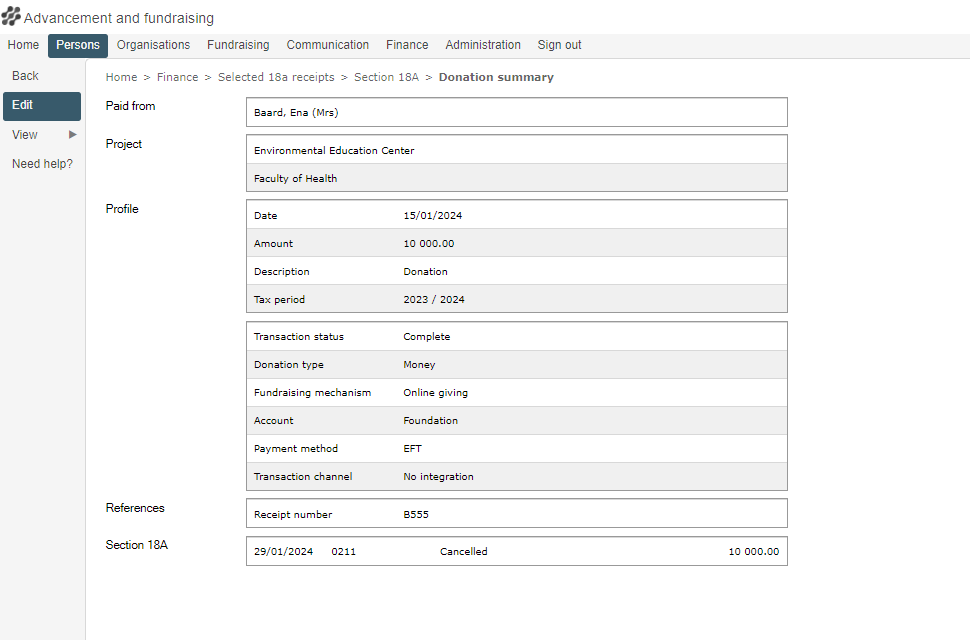 Advancement and fundraising
Home Persons Organisations Fundraising Communication Finance Administration Sign out
Back
Edit
View
Need help?
Home > Finance > Selected 18a receipts > Section 18A > Donation summary
Paid from
Baard, Ena (Mrs)
Project
Environmental Education Center
Faculty of Health
Profile
Date 15/01/2024
Amount 10 000.00
Description Donation
Tax period 2023 / 2024
Transaction status Complete
Donation type Money
Fundraising mechanism Online giving
Account Foundation
Payment method EFT
Transaction channel No integration
References
Receipt number B555
Section 18A
29/01/2024 0211 Cancelled 10 000.00